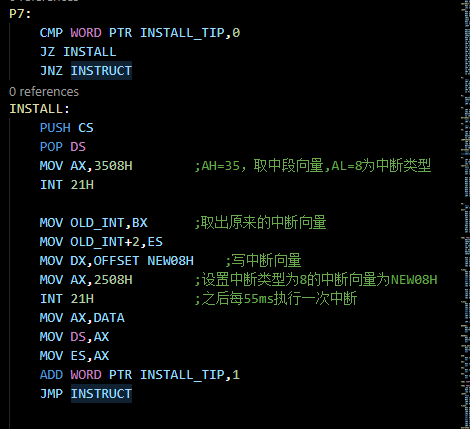 0 references
P7:
CMP WORD PTR INSTALL_TIP,0
JZ INSTALL
JNZ INSTRUCT
0 references
INSTALL:
PUSH CS
POP DS
MOV AX,3508H ;AH=35，取中段向量,AL=8为中断类型
INT 21H
MOV OLD_INT,BX ;取出原来的中断向量
MOV OLD_INT+2,ES
MOV DX,OFFSET NEW08H ;写中断向量
MOV AX,2508H ;设置中断类型为8的中断向量为NEW08H
INT 21H ;之后每55ms执行一次中断
MOV AX,DATA
MOV DS,AX
MOV ES,AX
ADD WORD PTR INSTALL_TIP,1
JMP INSTRUCT